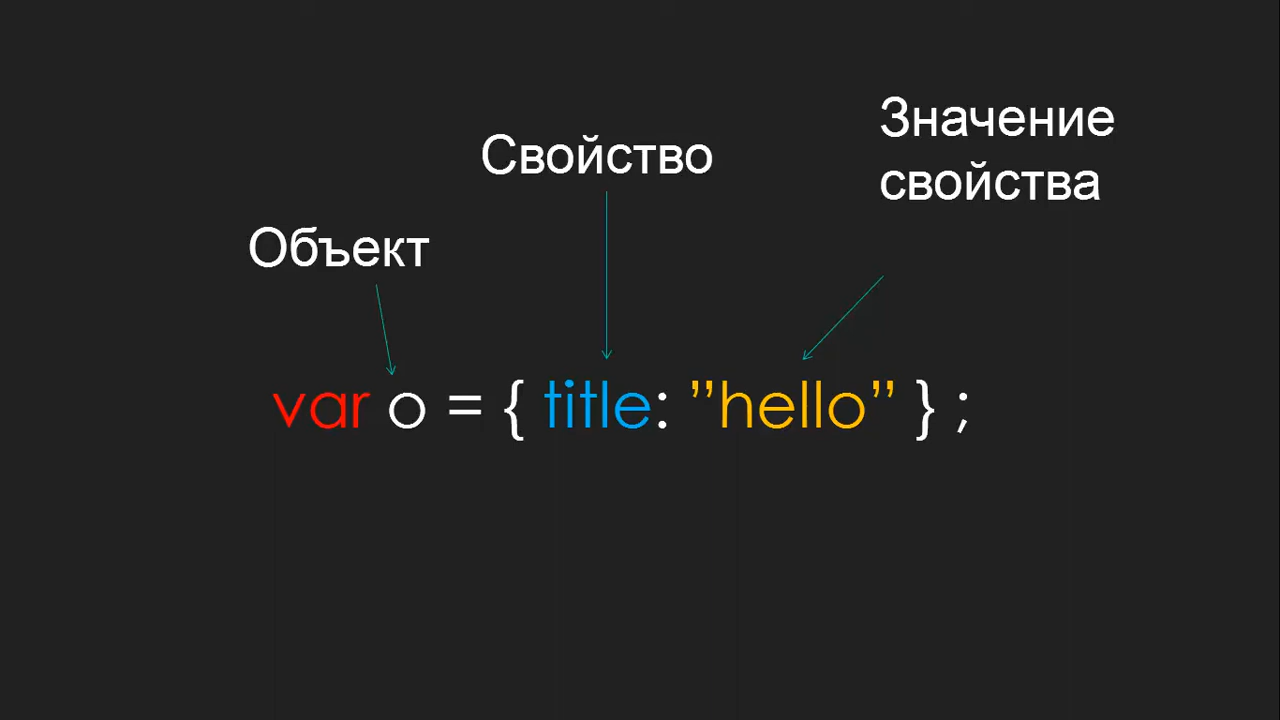 Значение
свойства
Свойство
Объект
var o = { title: ”hello” } ;